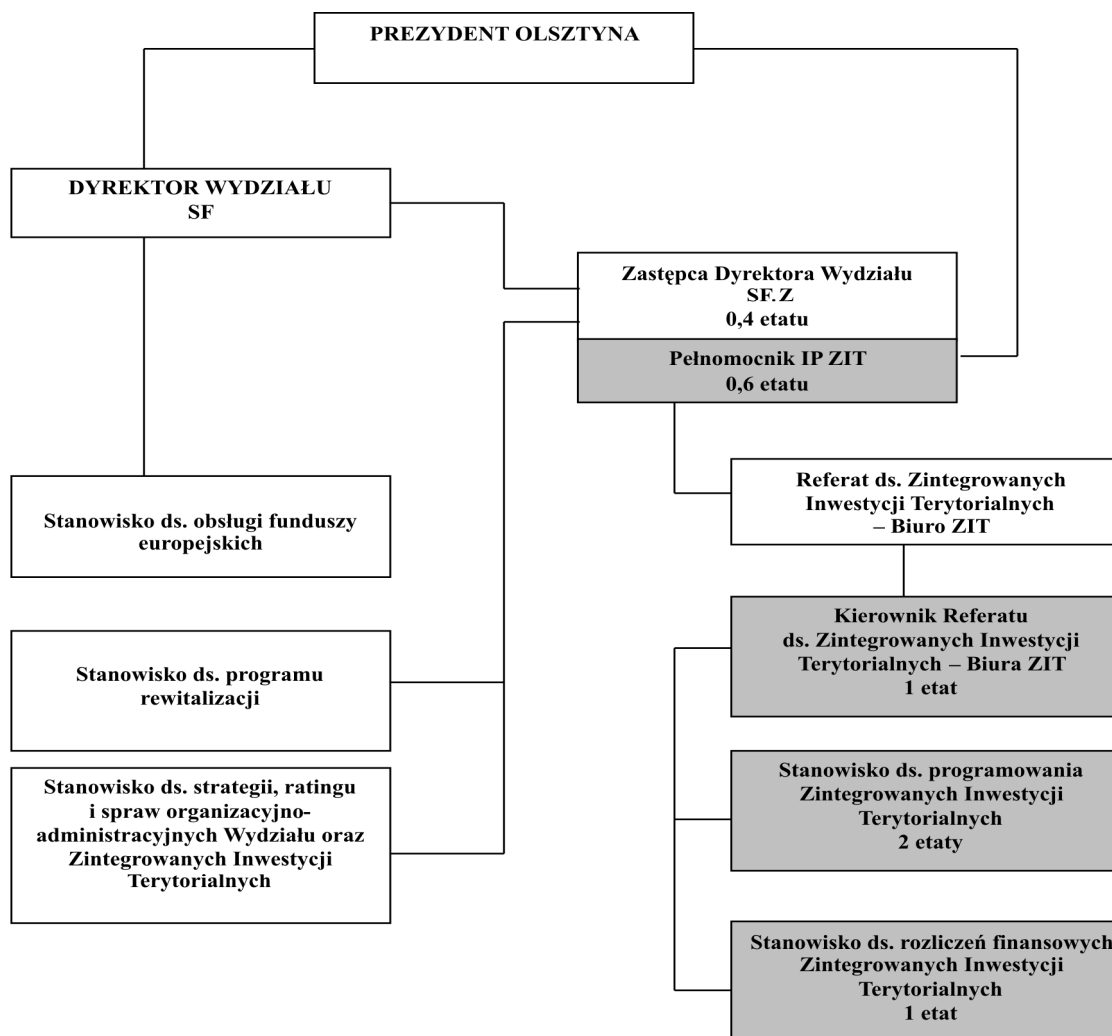 PREZYDENT OLSZTYNA
DYREKTOR WYDZIAŁU
SF
Zastępca Dyrektora Wydziału
SF. Z
0,4 etatu
Pełnomocnik IP ZIT
0,6 etatu
Referat ds. Zintegrowanych
Inwestycji Terytorialnych
– Biuro ZIT
Stanowisko ds. obsługi funduszy
europejskich
Kierownik Referatu
ds. Zintegrowanych Inwestycji
Terytorialnych – Biura ZIT
1 etat
Stanowisko ds. programu
rewitalizacji
Stanowisko ds. programowania
Zintegrowanych Inwestycji
Terytorialnych
2 etaty
Stanowisko ds. strategii, ratingu
i spraw organizacyjno-
administracyjnych Wydziału oraz
Zintegrowanych Inwestycji
Terytorialnych
Stanowisko ds. rozliczeń finansowych
Zintegrowanych Inwestycji
Terytorialnych
1 etat